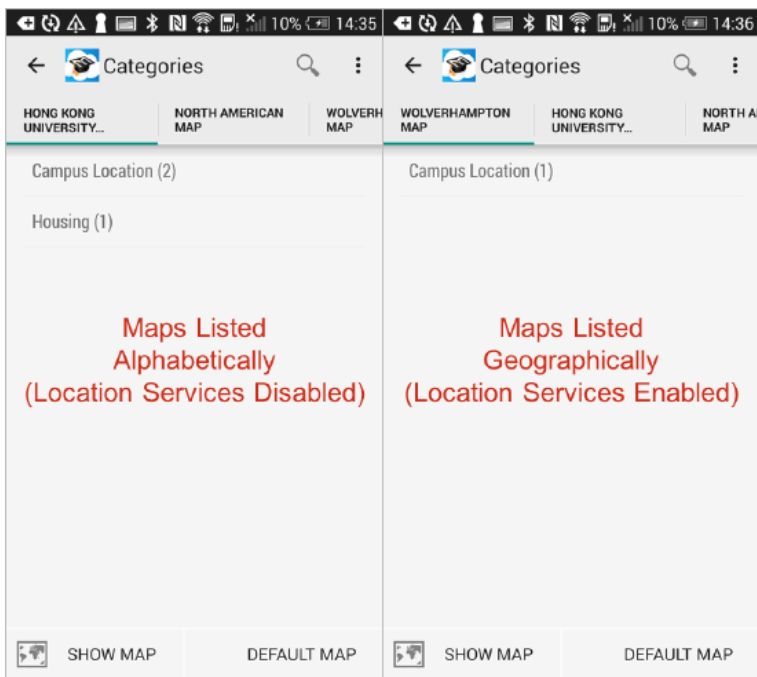 10% 14:35
Categories
HONG KONG UNIVERSITY...
NORTH AMERICAN MAP
WOLVERH MAP
Campus Location (2)
Housing (1)
Maps Listed
Alphabetically
(Location Services Disabled)
SHOW MAP
DEFAULT MAP
10% 14:36
Categories
WOLVERHAMPTON MAP
HONG KONG UNIVERSITY...
NORTH A MAP
Campus Location (1)
Maps Listed
Geographically
(Location Services Enabled)
SHOW MAP
DEFAULT MAP